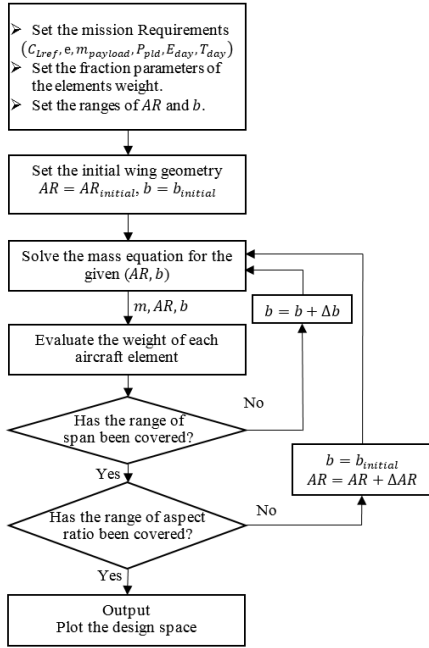 ➢ Set the mission Requirements
(C_Lref, e, m_payload, P_pld, E_day, T_day)
➢ Set the fraction parameters of
the elements weight.
➢ Set the ranges of AR and b.
Set the initial wing geometry
AR = AR_initial, b = b_initial
Solve the mass equation for the
given (AR, b)
m, AR, b
b = b + Δb
Evaluate the weight of each
aircraft element
No
Has the range of
span been covered?
Yes
b = b_initial
AR = AR + ΔAR
No
Has the range of aspect
ratio been covered?
Yes
Output
Plot the design space